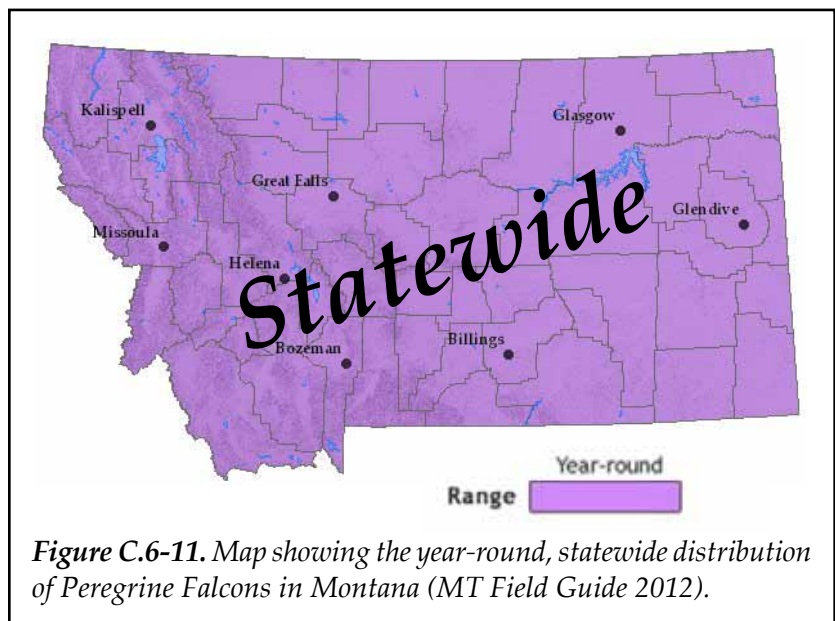 Kalispell
Glasgow
Great Falls
Glendive
Missoula
Helena
Statewide
Bozeman
Billings
Year-round
Range
Figure C.6-11. Map showing the year-round, statewide distribution
of Peregrine Falcons in Montana (MT Field Guide 2012).